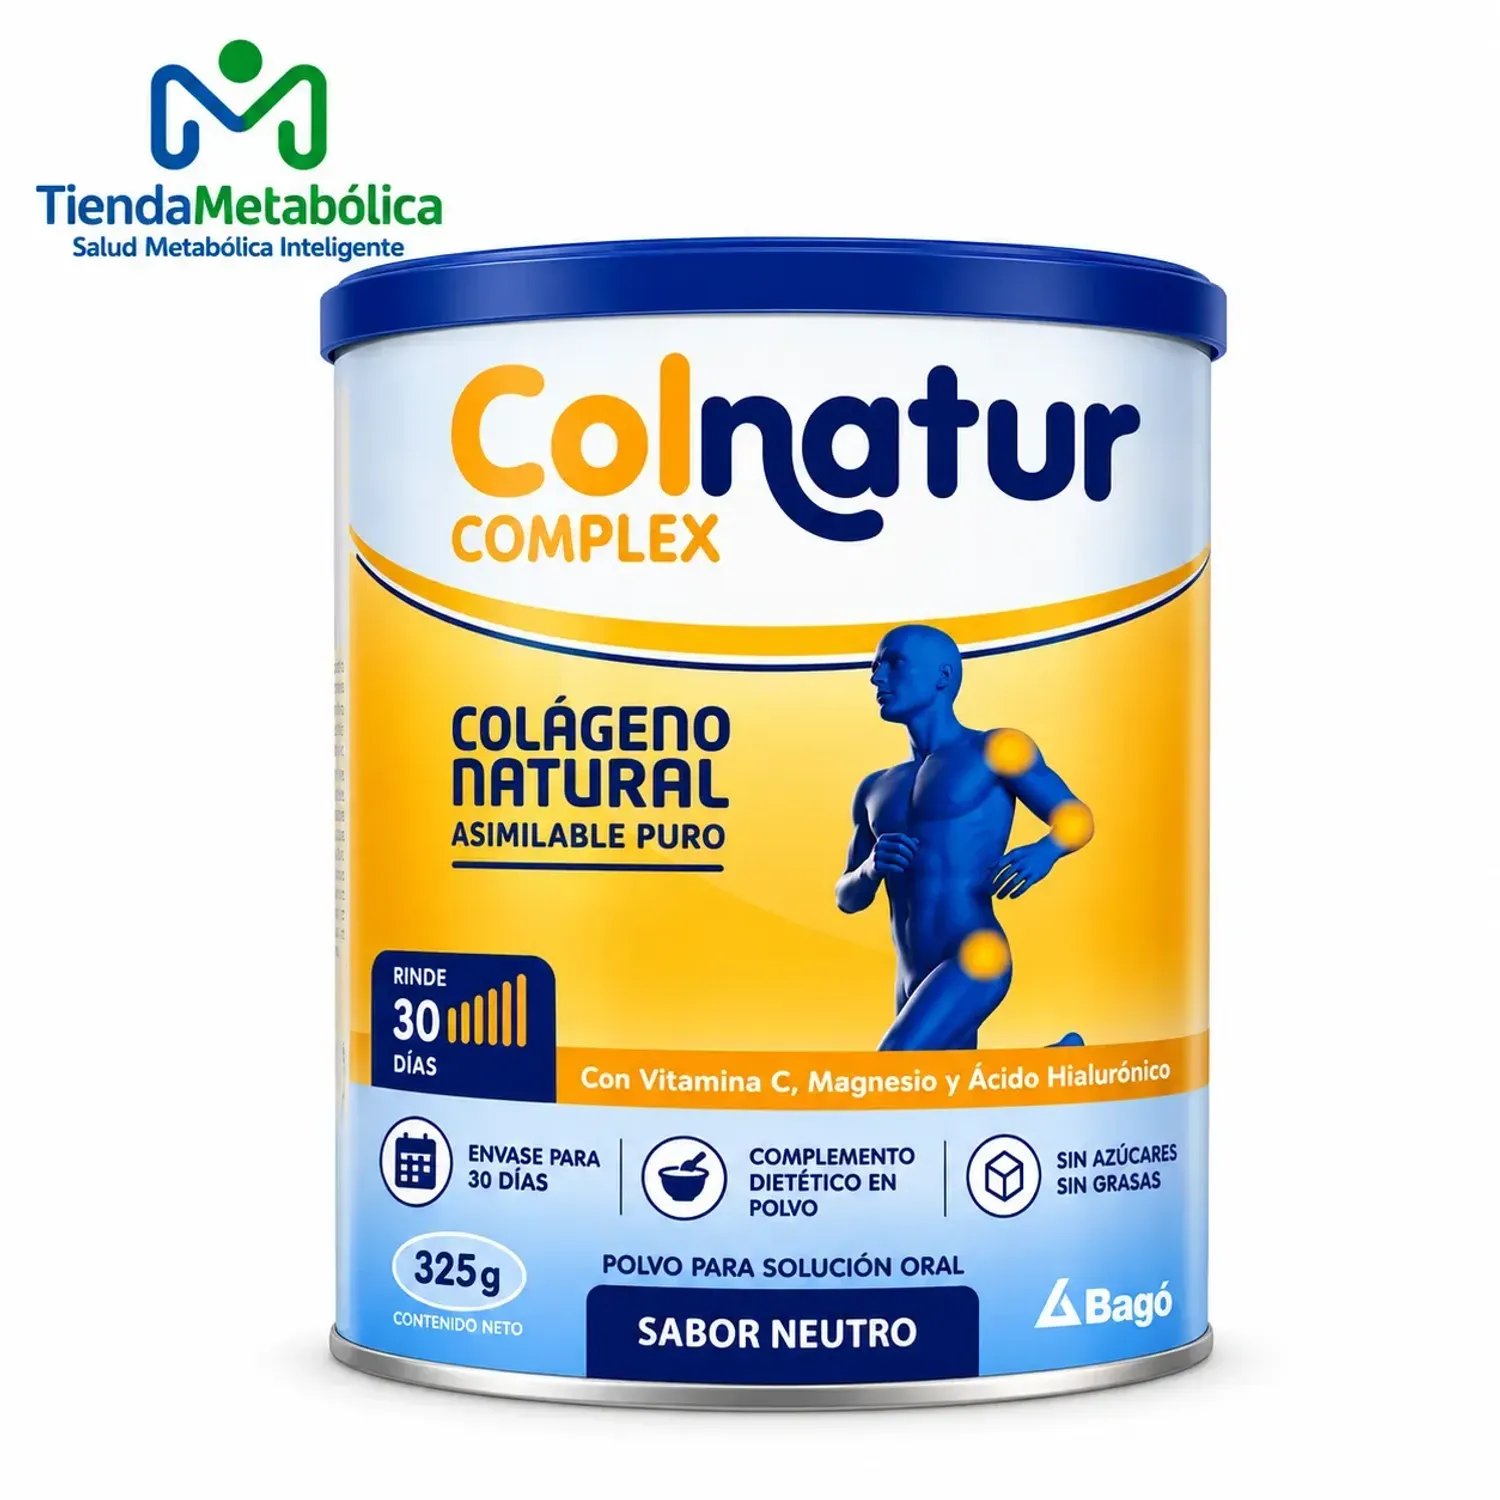 TiendaMetabólica
Salud Metabólica Inteligente
Colnatur
COMPLEX
COLÁGENO
NATURAL
ASIMILABLE PURO
RINDE
30
DÍAS
Con Vitamina C, Magnesio y Ácido Hialurónico
ENVASE PARA
30 DÍAS
COMPLEMENTO
DIETÉTICO EN
POLVO
SIN AZÚCARES
SIN GRASAS
325g
CONTENIDO NETO
POLVO PARA SOLUCIÓN ORAL
SABOR NEUTRO
Bagó